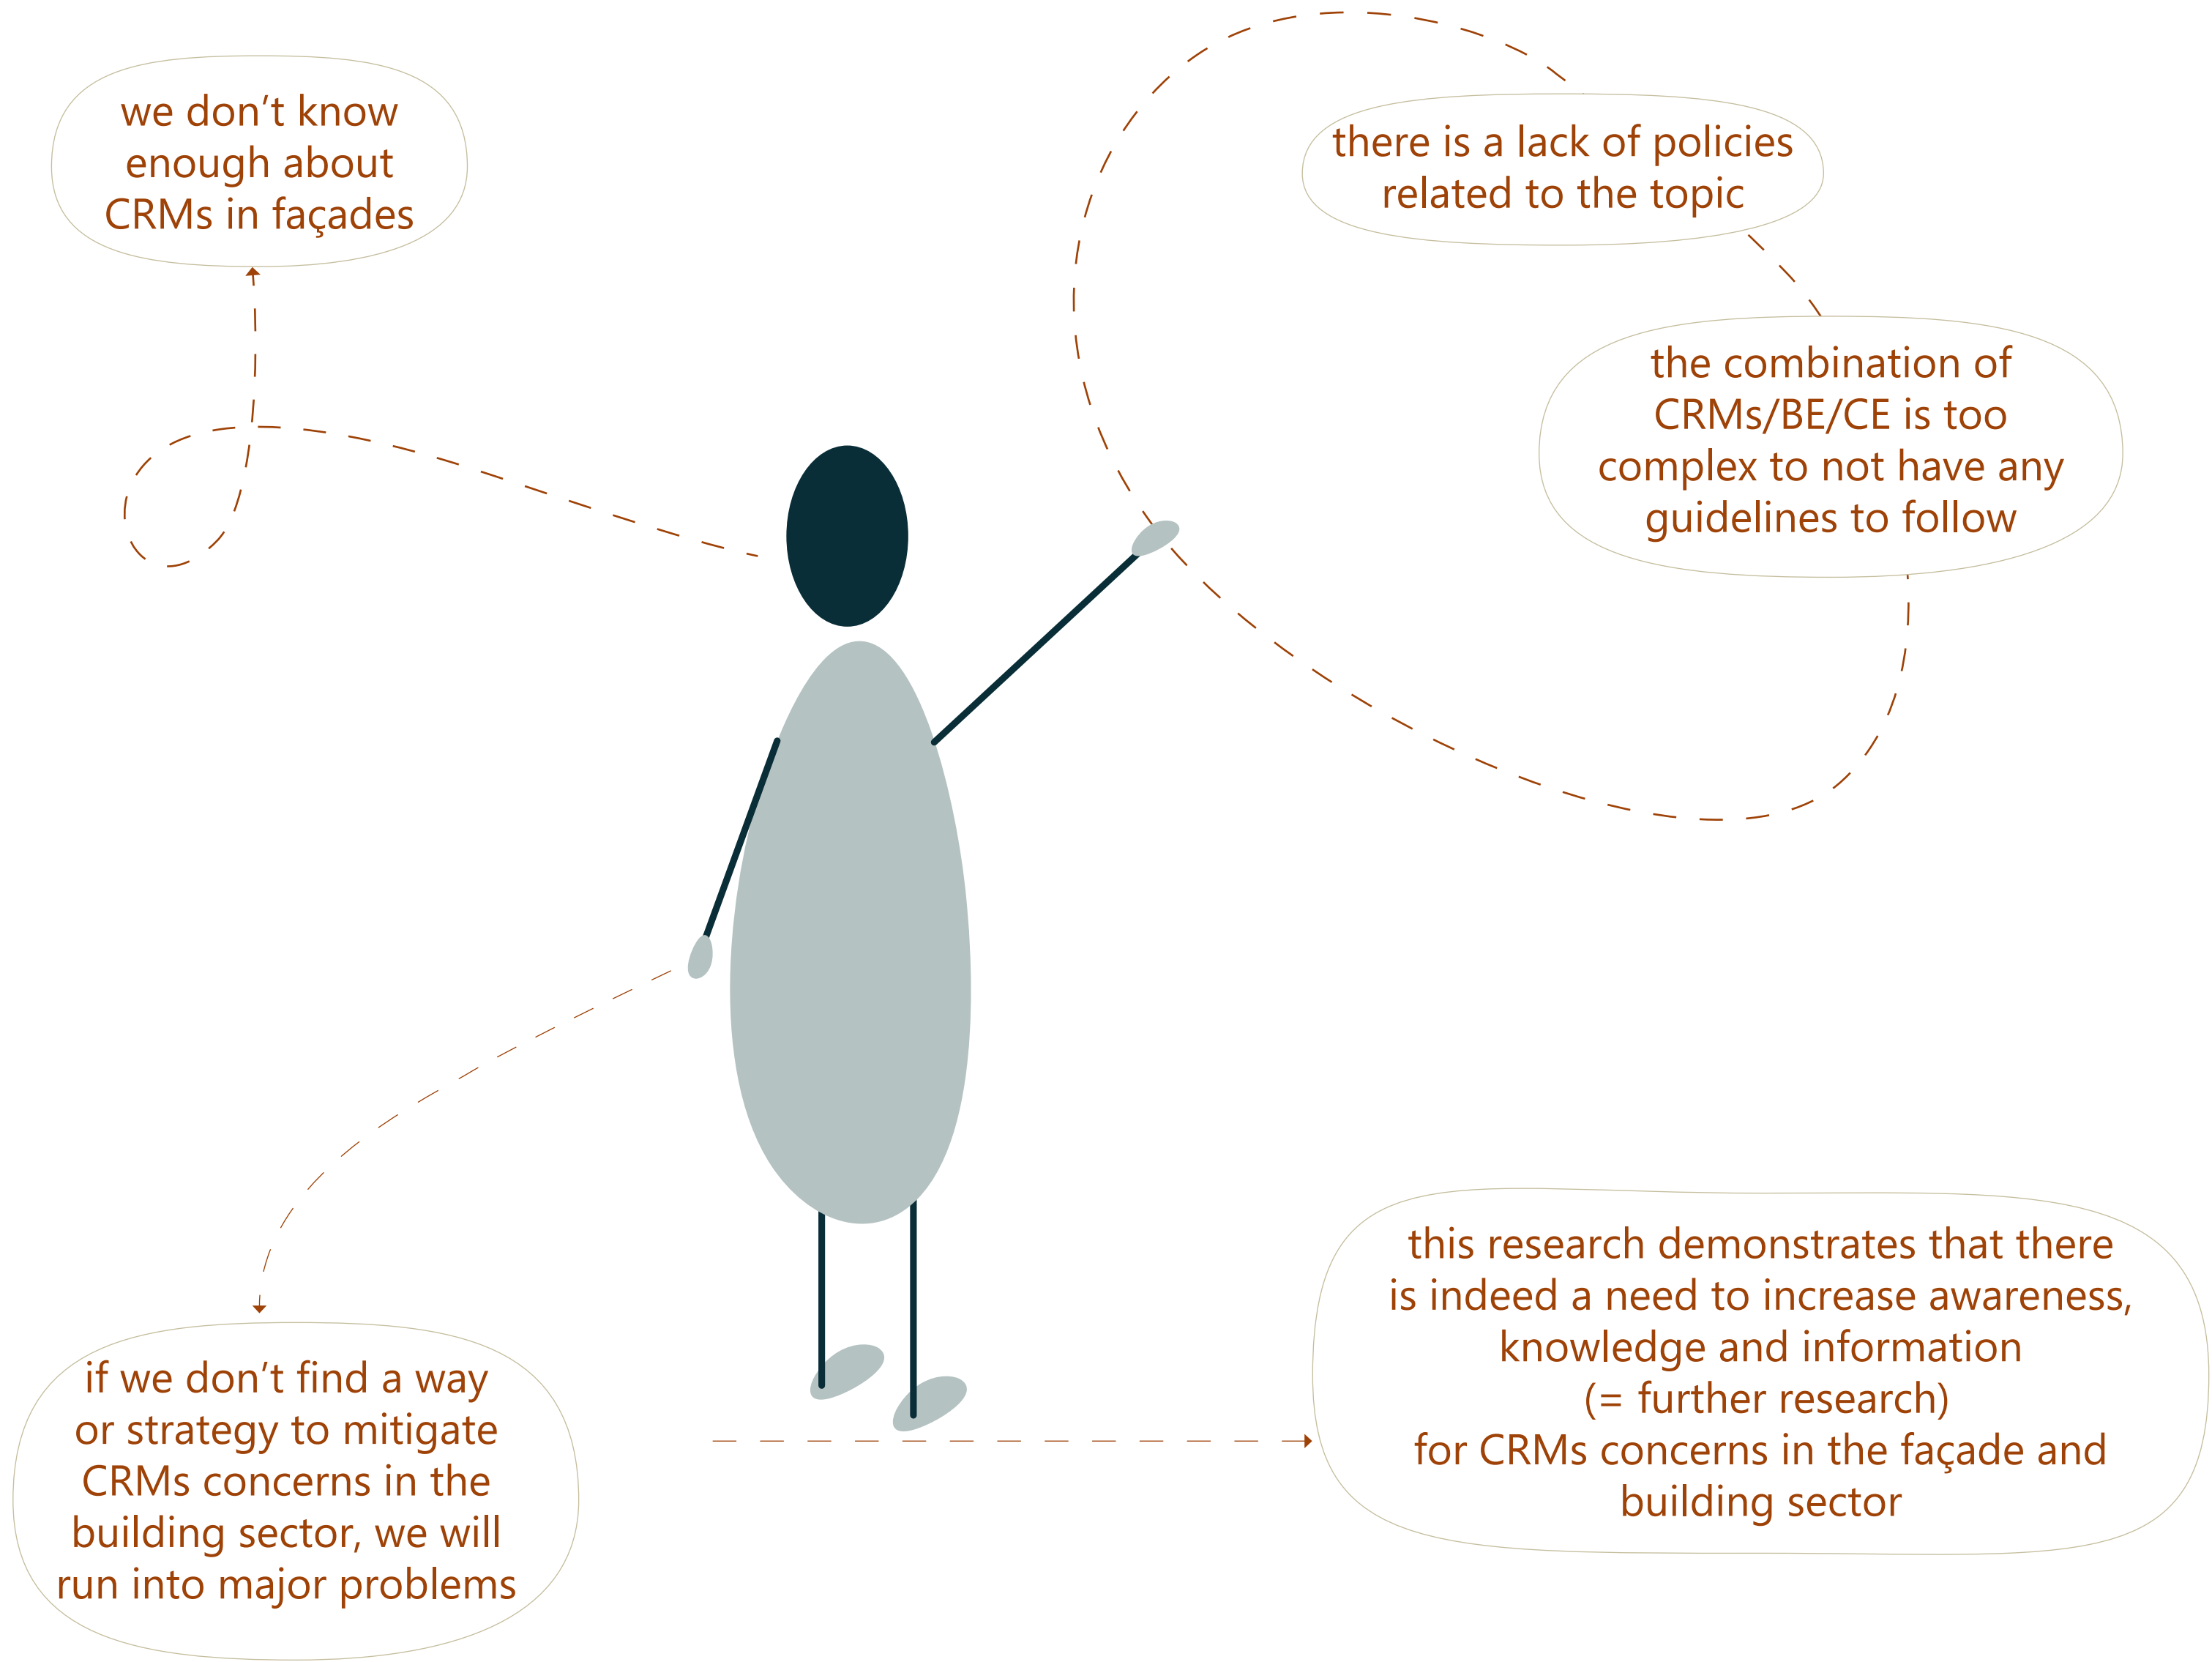 we don’t know
enough about
CRMs in façades
there is a lack of policies
related to the topic
the combination of
CRMs/BE/CE is too
complex to not have any
guidelines to follow
if we don’t find a way
or strategy to mitigate
CRMs concerns in the
building sector, we will
run into major problems
this research demonstrates that there
is indeed a need to increase awareness,
knowledge and information
(= further research)
for CRMs concerns in the façade and
building sector